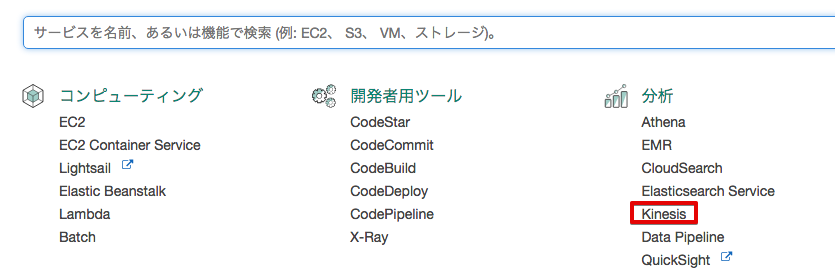 サービスを名前、あるいは機能で検索 (例: EC2、 S3、 VM、ストレージ)。
コンピューティング
EC2
EC2 Container Service
Lightsail
Elastic Beanstalk
Lambda
Batch
開発者用ツール
CodeStar
CodeCommit
CodeBuild
CodeDeploy
CodePipeline
X-Ray
分析
Athena
EMR
CloudSearch
Elasticsearch Service
Kinesis
Data Pipeline
QuickSight